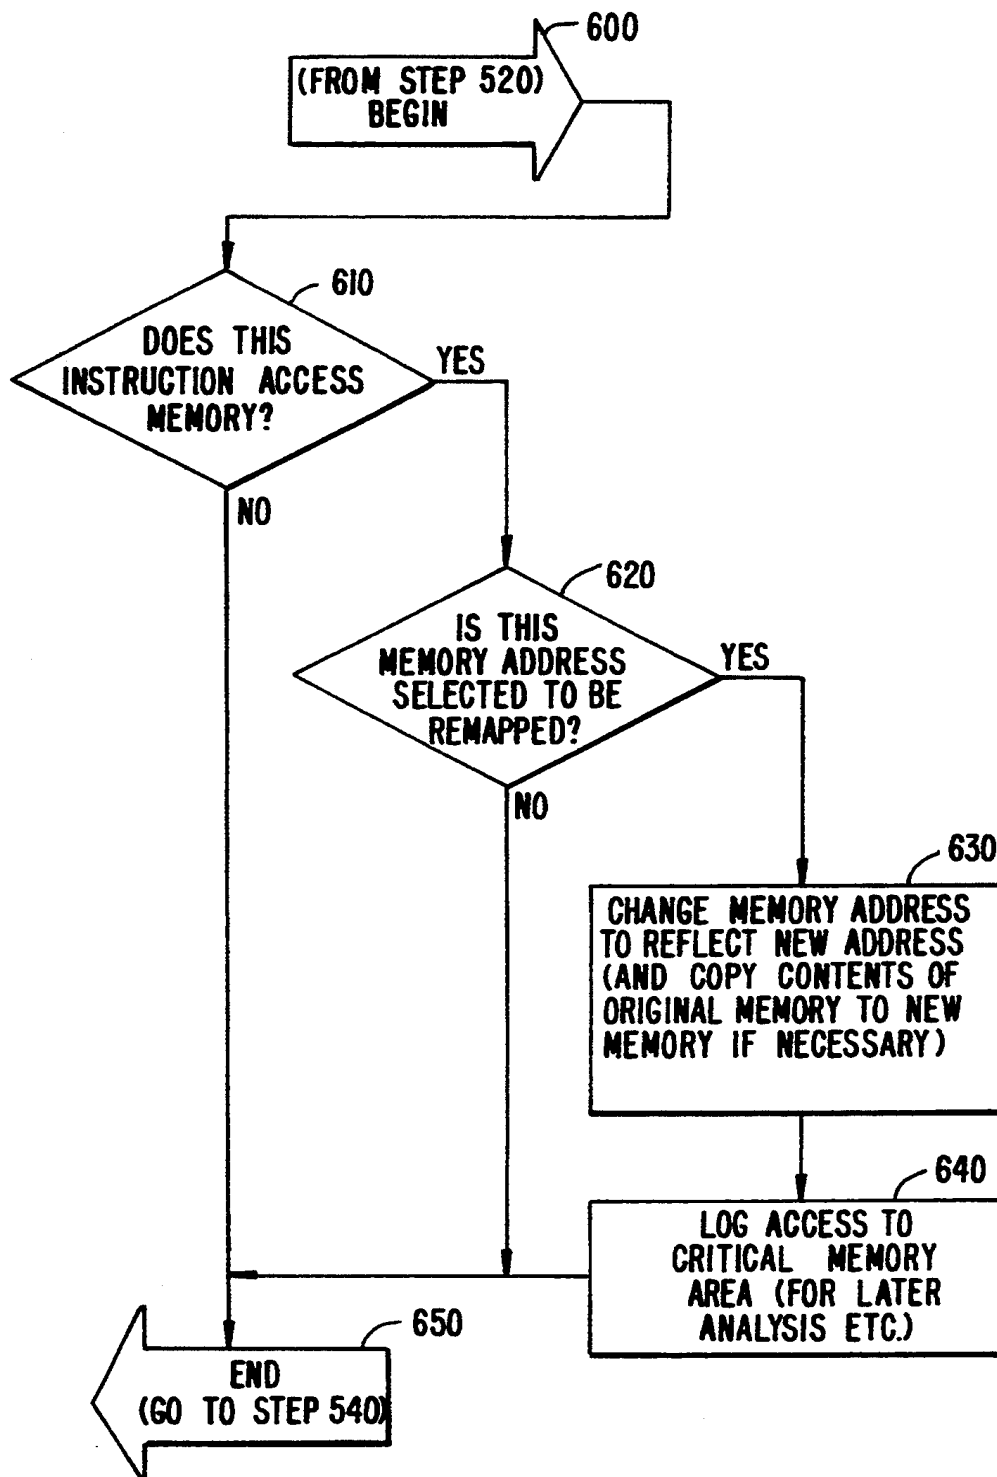 600
(FROM STEP 520)
BEGIN
610
DOES THIS
INSTRUCTION ACCESS
MEMORY?
YES
NO
620
IS THIS
MEMORY ADDRESS
SELECTED TO BE
REMAPPED?
YES
NO
630
CHANGE MEMORY ADDRESS
TO REFLECT NEW ADDRESS
(AND COPY CONTENTS OF
ORIGINAL MEMORY TO NEW
MEMORY IF NECESSARY)
640
LOG ACCESS TO
CRITICAL MEMORY
AREA (FOR LATER
ANALYSIS ETC.)
650
END
(GO TO STEP 540)